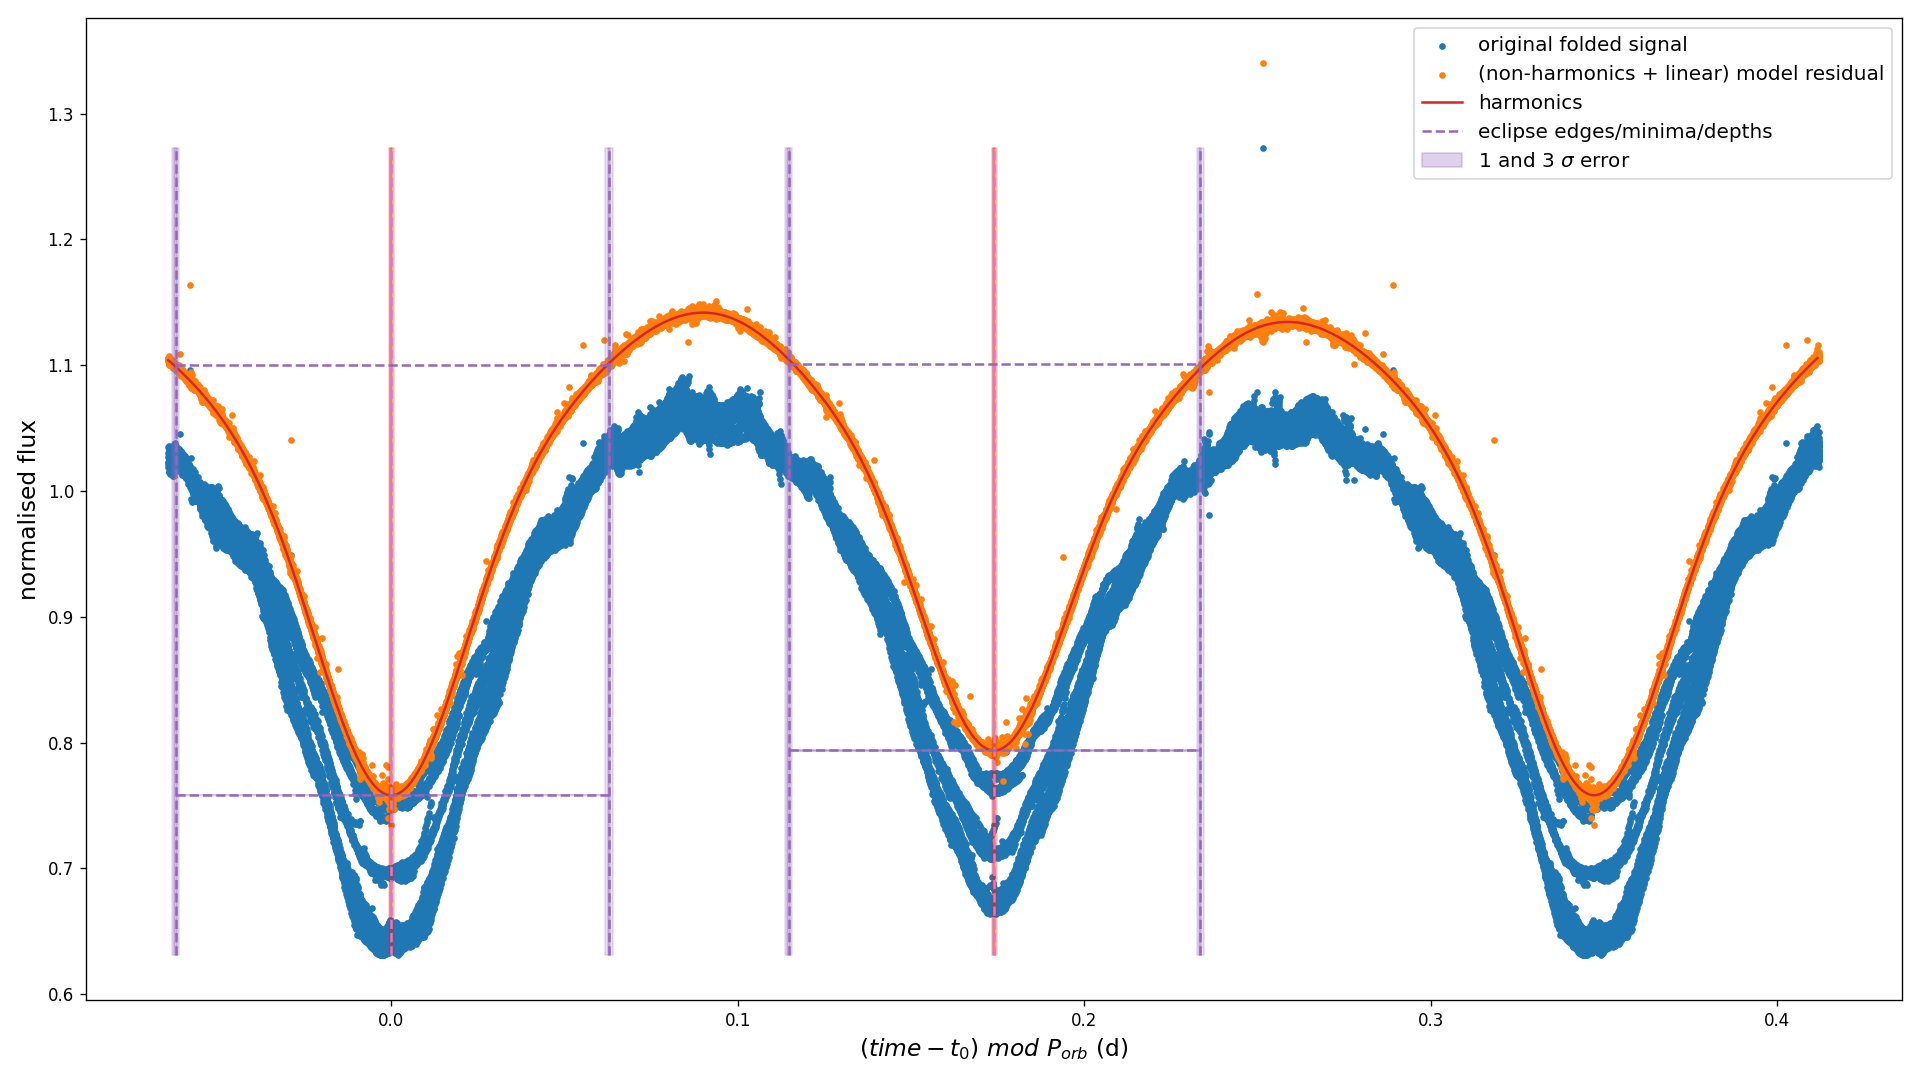 original folded signal
(non-harmonics + linear) model residual
harmonics
eclipse edges/minima/depths
1 and 3 σ error
normalised flux
1.3
1.2
1.1
1.0
0.9
0.8
0.7
0.6
0.0
0.1
0.2
0.3
0.4
(time − t₀) mod P_orb (d)